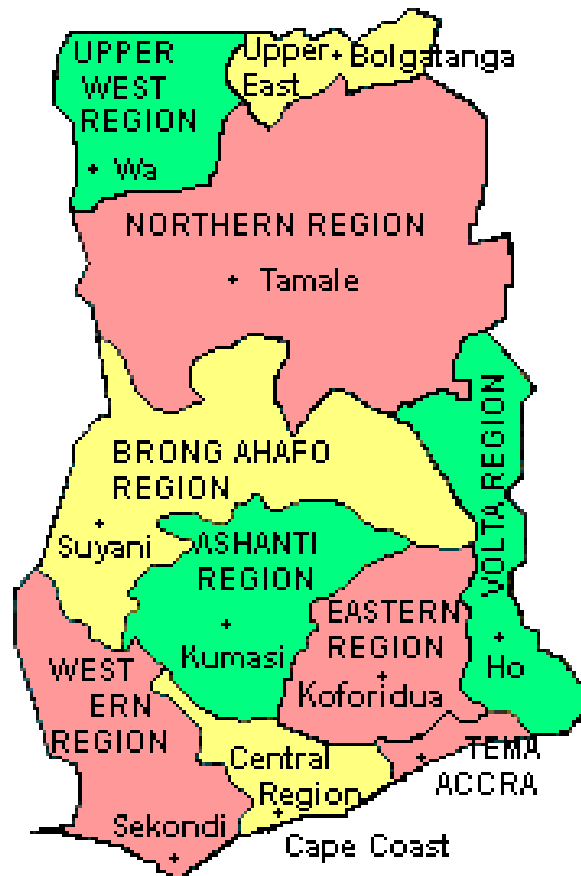 UPPER
WEST
REGION
Wa
Upper
East
Bolgatanga
NORTHERN REGION
Tamale
BRONG AHAFO
REGION
Suyani
ASHANTI
REGION
Kumasi
VOLTA REGION
Ho
EASTERN
REGION
Koforidua
WEST
ERN
REGION
Sekondi
Central
Region
Cape Coast
TEMA
ACCRA